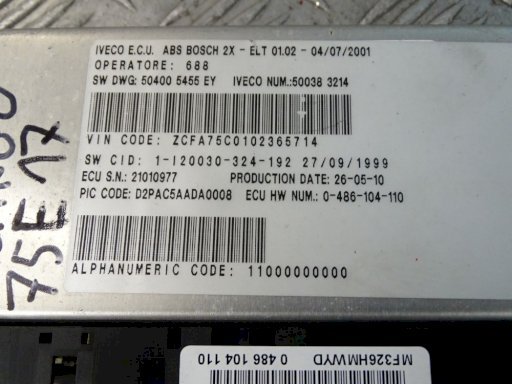 IVECO E.C.U. ABS BOSCH 2X - ELT 01.02 - 04/07/2001
OPERATORE: 688
SW DWG: 50400 5455 EY IVECO NUM.:50038 3214
VIN CODE: ZCFA75C0102365714
SW CID: 1-120030-324-192 27/09/1999
ECU S.N.: 21010977 PRODUCTION DATE: 26-05-10
PIC CODE: D2PAC5AADA0008 ECU HW NUM.: 0-486-104-110
ALPHANUMERIC CODE: 11000000000
75E17
MF326HMWYD
0 486 104 110